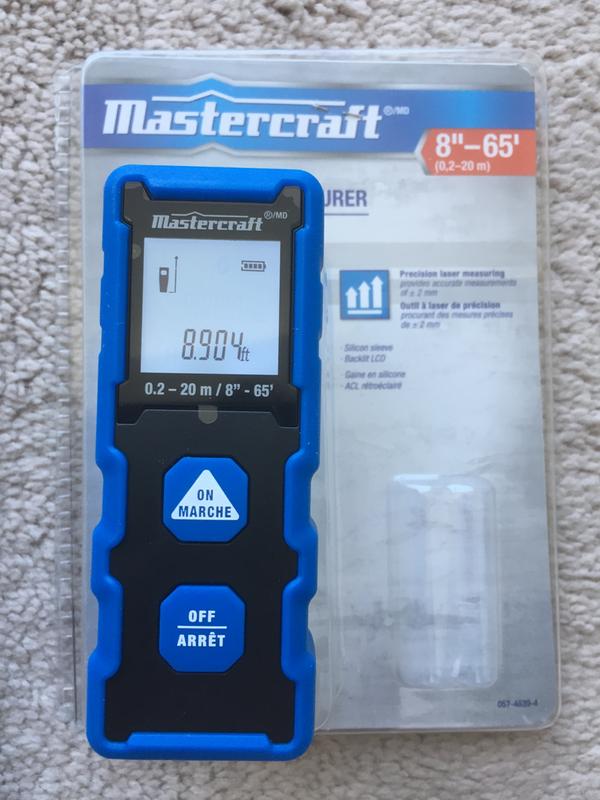 Mastercraft®/MD
8"–65'
(0,2–20 m)
URER
Mastercraft®/MD
8.904ft
0.2 – 20 m / 8" - 65'
ON
MARCHE
OFF
ARRÊT
Precision laser measuring
provides accurate measurements
of ± 2 mm
Outil à laser de précision
procurant des mesures précises
de ± 2 mm
· Silicon sleeve
· Backlit LCD
· Gaine en silicone
· ACL rétroéclairé
057-4639-4